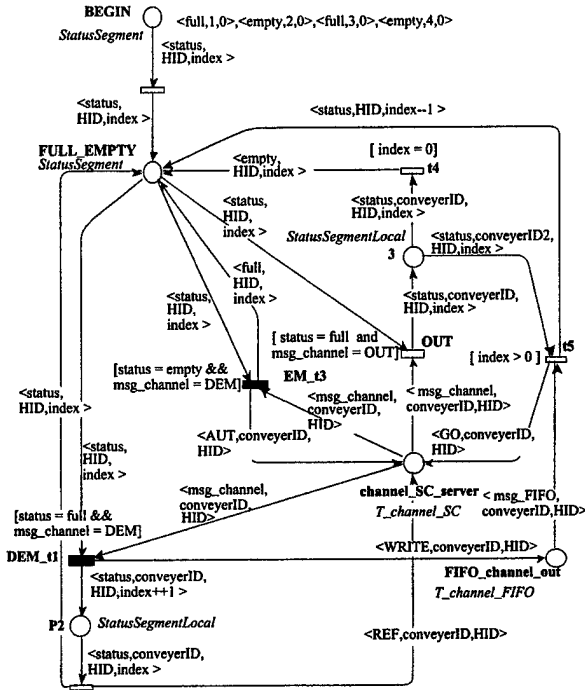 BEGIN
<full,1,0><empty,2,0><full,3,0><empty,4,0>
StatusSegment
<status,
HID,index >
<status,
HID,index >
<status,HID,index--1 >
FULL_EMPTY
StatusSegment
<empty,
HID,index>
[ index = 0]
t4
<status,
HID,
index>
<status,conveyerID,
HID,index>
StatusSegmentLocal
3
<status,conveyerID2,
HID,index>
<full,
HID,
index>
<status,
HID,
index>
<status,conveyerID,
HID,index>
[ status = full and
msg_channel = OUT]
OUT
t5
[ index > 0 ]
[status = empty &&
msg_channel = DEM]
EM_t3
<status,
HID,index>
<msg_channel,
conveyerID,
HID>
< msg_channel,
conveyerID,HID>
<AUT,conveyerID,
HID>
<GO,conveyerID,
HID>
<status,
HID,
index >
<msg_channel,
conveyerID,
HID>
channel_SC_server
T_channel_SC
< msg_FIFO,
conveyerID,HID>
[status = full &&
msg_channel = DEM]
DEM_t1
<WRITE,conveyerID,HID>
FIFO_channel_out
T_channel_FIFO
<status,conveyerID,
HID,index++1 >
P2
StatusSegmentLocal
<REF,conveyerID,HID>
<status,conveyerID,
HID,index >